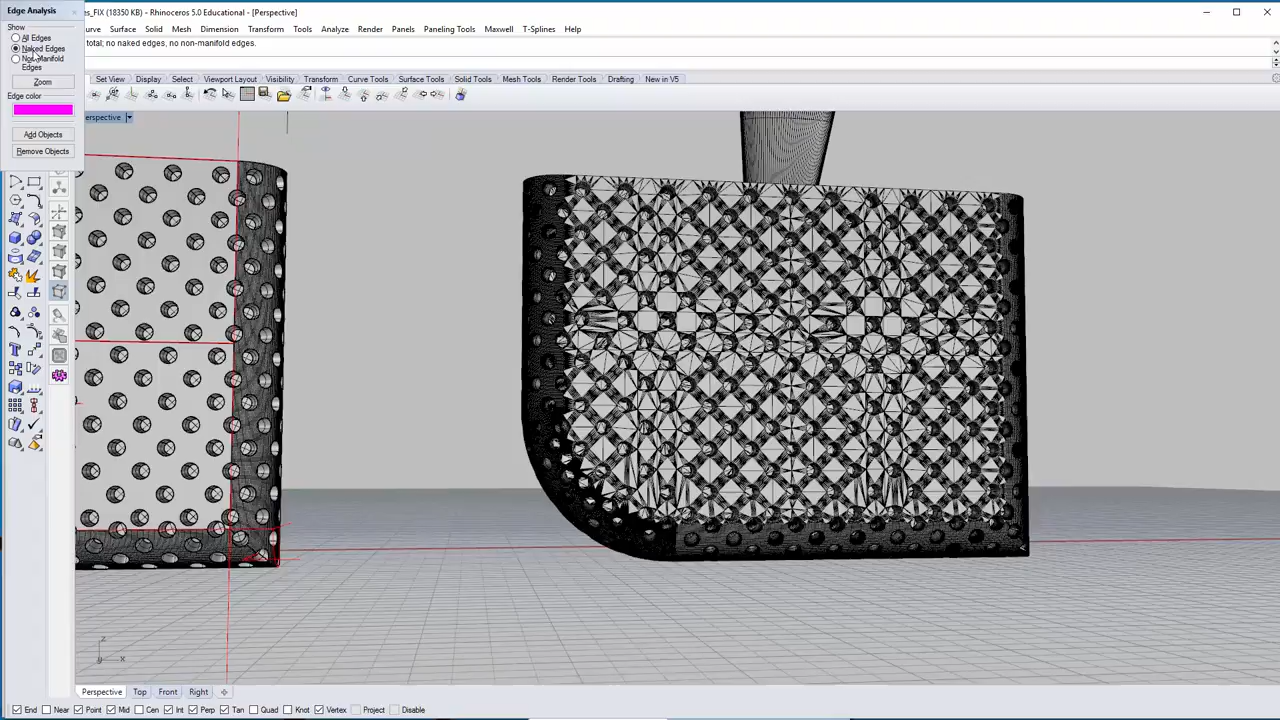 Edge Analysis
es_FIX (18350 KB) - Rhinoceros 5.0 Educational - [Perspective]
Show
All Edges
Naked Edges
Non-Manifold
Edges
Zoom
Edge color
Add Objects
Remove Objects
urve Surface Solid Mesh Dimension Transform Tools Analyze Render Panels Paneling Tools Maxwell T-Splines Help
total; no naked edges, no non-manifold edges.
Set View Display Select Viewport Layout Visibility Transform Curve Tools Surface Tools Solid Tools Mesh Tools Render Tools Drafting New in V5
erspective
z
y x
Perspective Top Front Right
End Near Point Mid Cen Int Perp Tan Quad Knot Vertex Project Disable